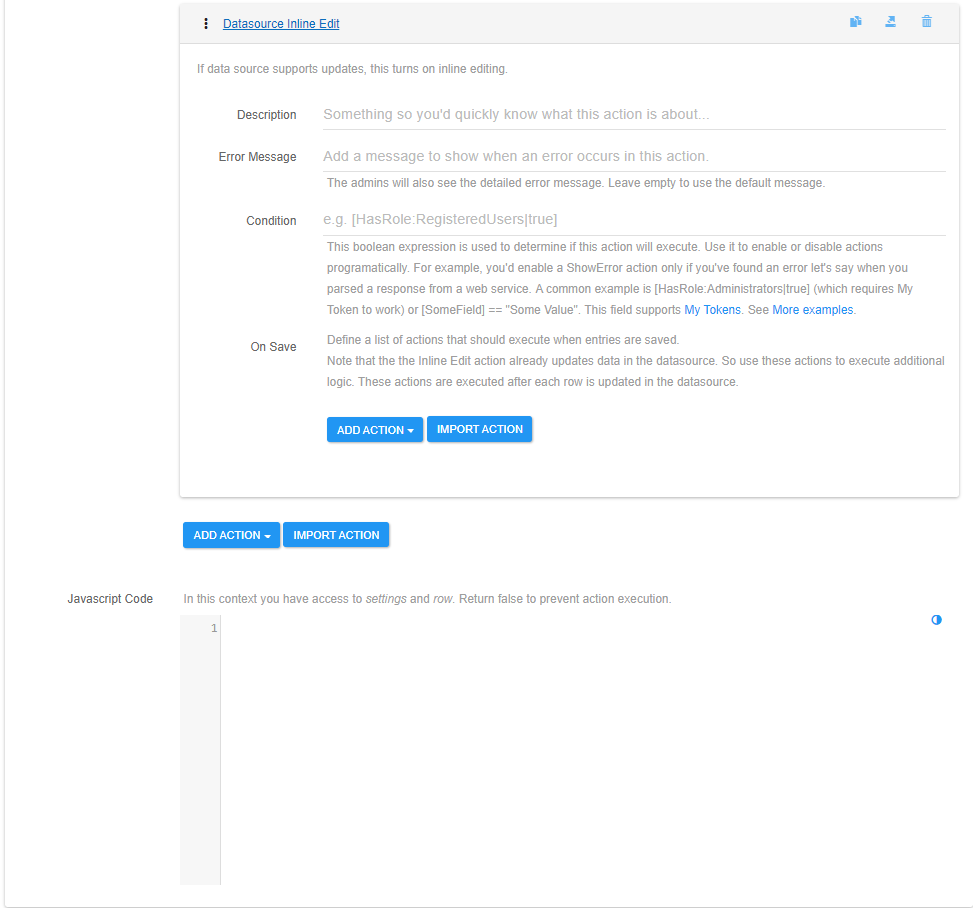 Datasource Inline Edit
If data source supports updates, this turns on inline editing.
Description
Something so you'd quickly know what this action is about...
Error Message
Add a message to show when an error occurs in this action.
The admins will also see the detailed error message. Leave empty to use the default message.
Condition
e.g. [HasRole:RegisteredUsers|true]
This boolean expression is used to determine if this action will execute. Use it to enable or disable actions
programatically. For example, you'd enable a ShowError action only if you've found an error let's say when you
parsed a response from a web service. A common example is [HasRole:Administrators|true] (which requires My
Token to work) or [SomeField] == "Some Value". This field supports My Tokens. See More examples.
On Save
Define a list of actions that should execute when entries are saved.
Note that the the Inline Edit action already updates data in the datasource. So use these actions to execute additional
logic. These actions are executed after each row is updated in the datasource.
ADD ACTION
IMPORT ACTION
ADD ACTION
IMPORT ACTION
Javascript Code
In this context you have access to settings and row. Return false to prevent action execution.
1